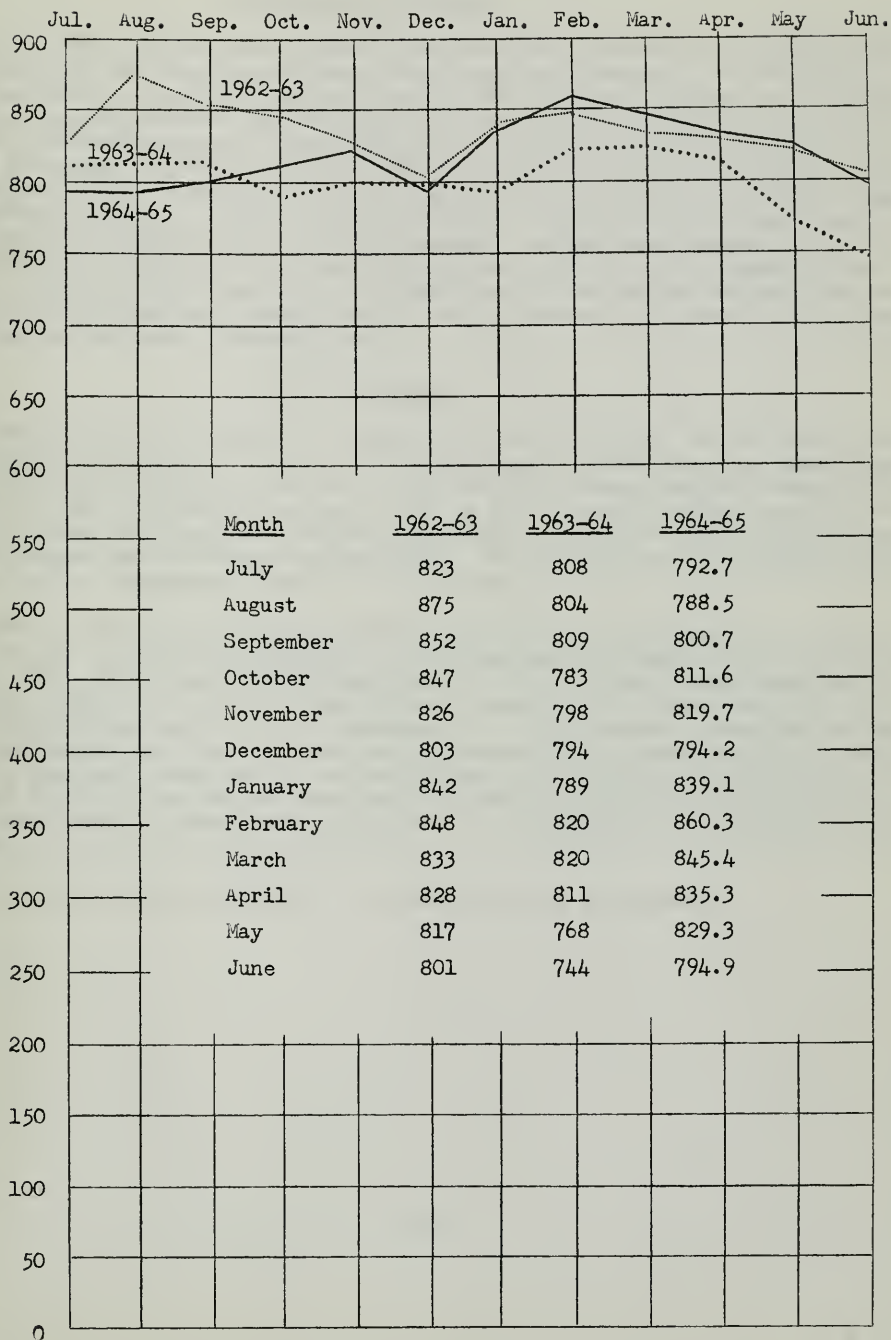 Jul. Aug. Sep. Oct. Nov. Dec. Jan. Feb. Mar. Apr. May Jun.
900
1962-63
850
1963-64
800
1964-65
750
700
650
600
Month 1962-63 1963-64 1964-65
550
July 823 808 792.7
500 August 875 804 788.5
September 852 809 800.7
450 October 847 783 811.6
November 826 798 819.7
400 December 803 794 794.2
January 842 789 839.1
350 February 848 820 860.3
March 833 820 845.4
300 April 828 811 835.3
May 817 768 829.3
250 June 801 744 794.9
200
150
100
50
0